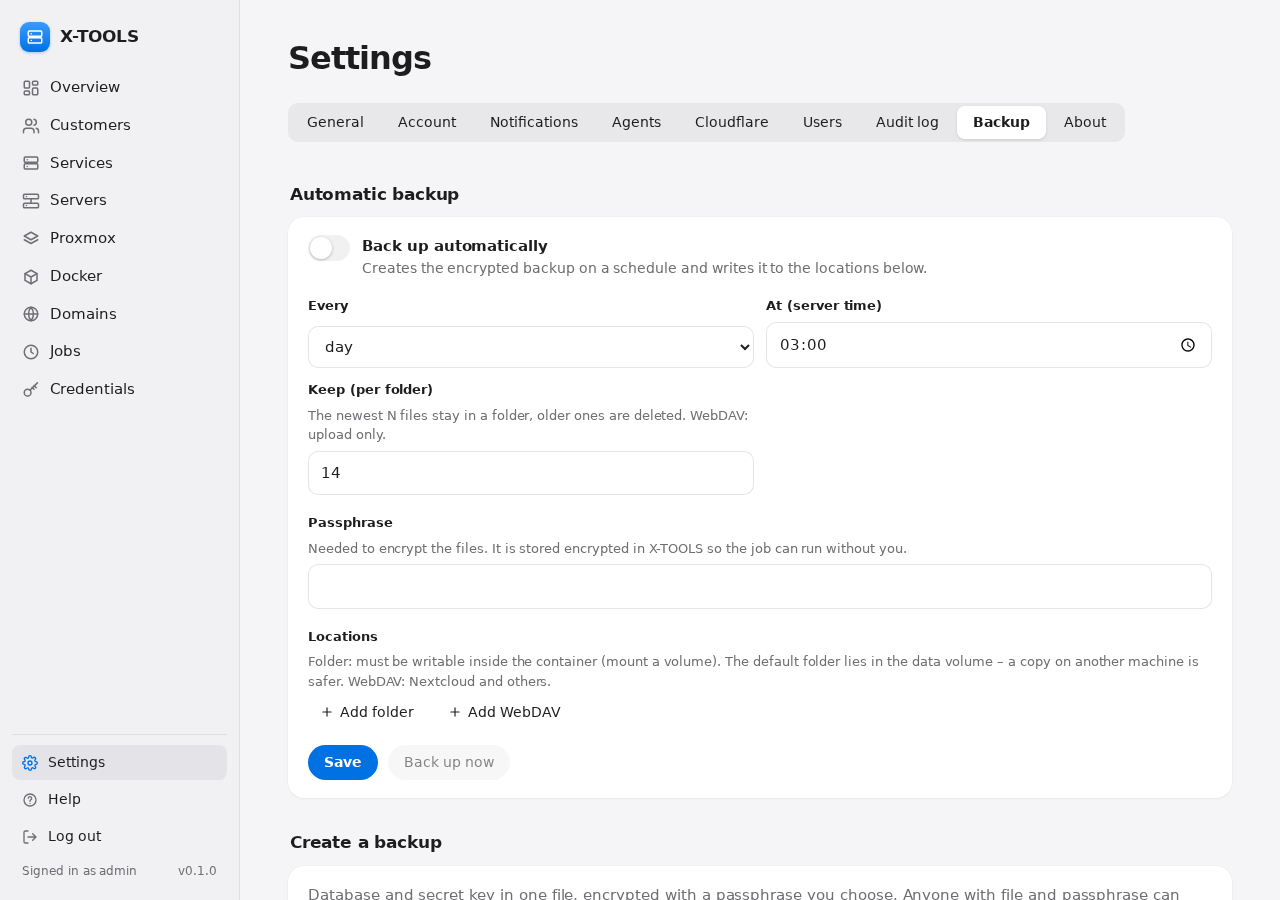 X-TOOLS
Overview
Customers
Services
Servers
Proxmox
Docker
Domains
Jobs
Credentials
Settings
Help
Log out
Signed in as admin v0.1.0
Settings
General Account Notifications Agents Cloudflare Users Audit log Backup About
Automatic backup
Back up automatically
Creates the encrypted backup on a schedule and writes it to the locations below.
Every At (server time)
day 03:00
Keep (per folder)
The newest N files stay in a folder, older ones are deleted. WebDAV:
upload only.
14
Passphrase
Needed to encrypt the files. It is stored encrypted in X-TOOLS so the job can run without you.
Locations
Folder: must be writable inside the container (mount a volume). The default folder lies in the data volume – a copy on another machine is
safer. WebDAV: Nextcloud and others.
Add folder Add WebDAV
Save Back up now
Create a backup
Database and secret key in one file, encrypted with a passphrase you choose. Anyone with file and passphrase can